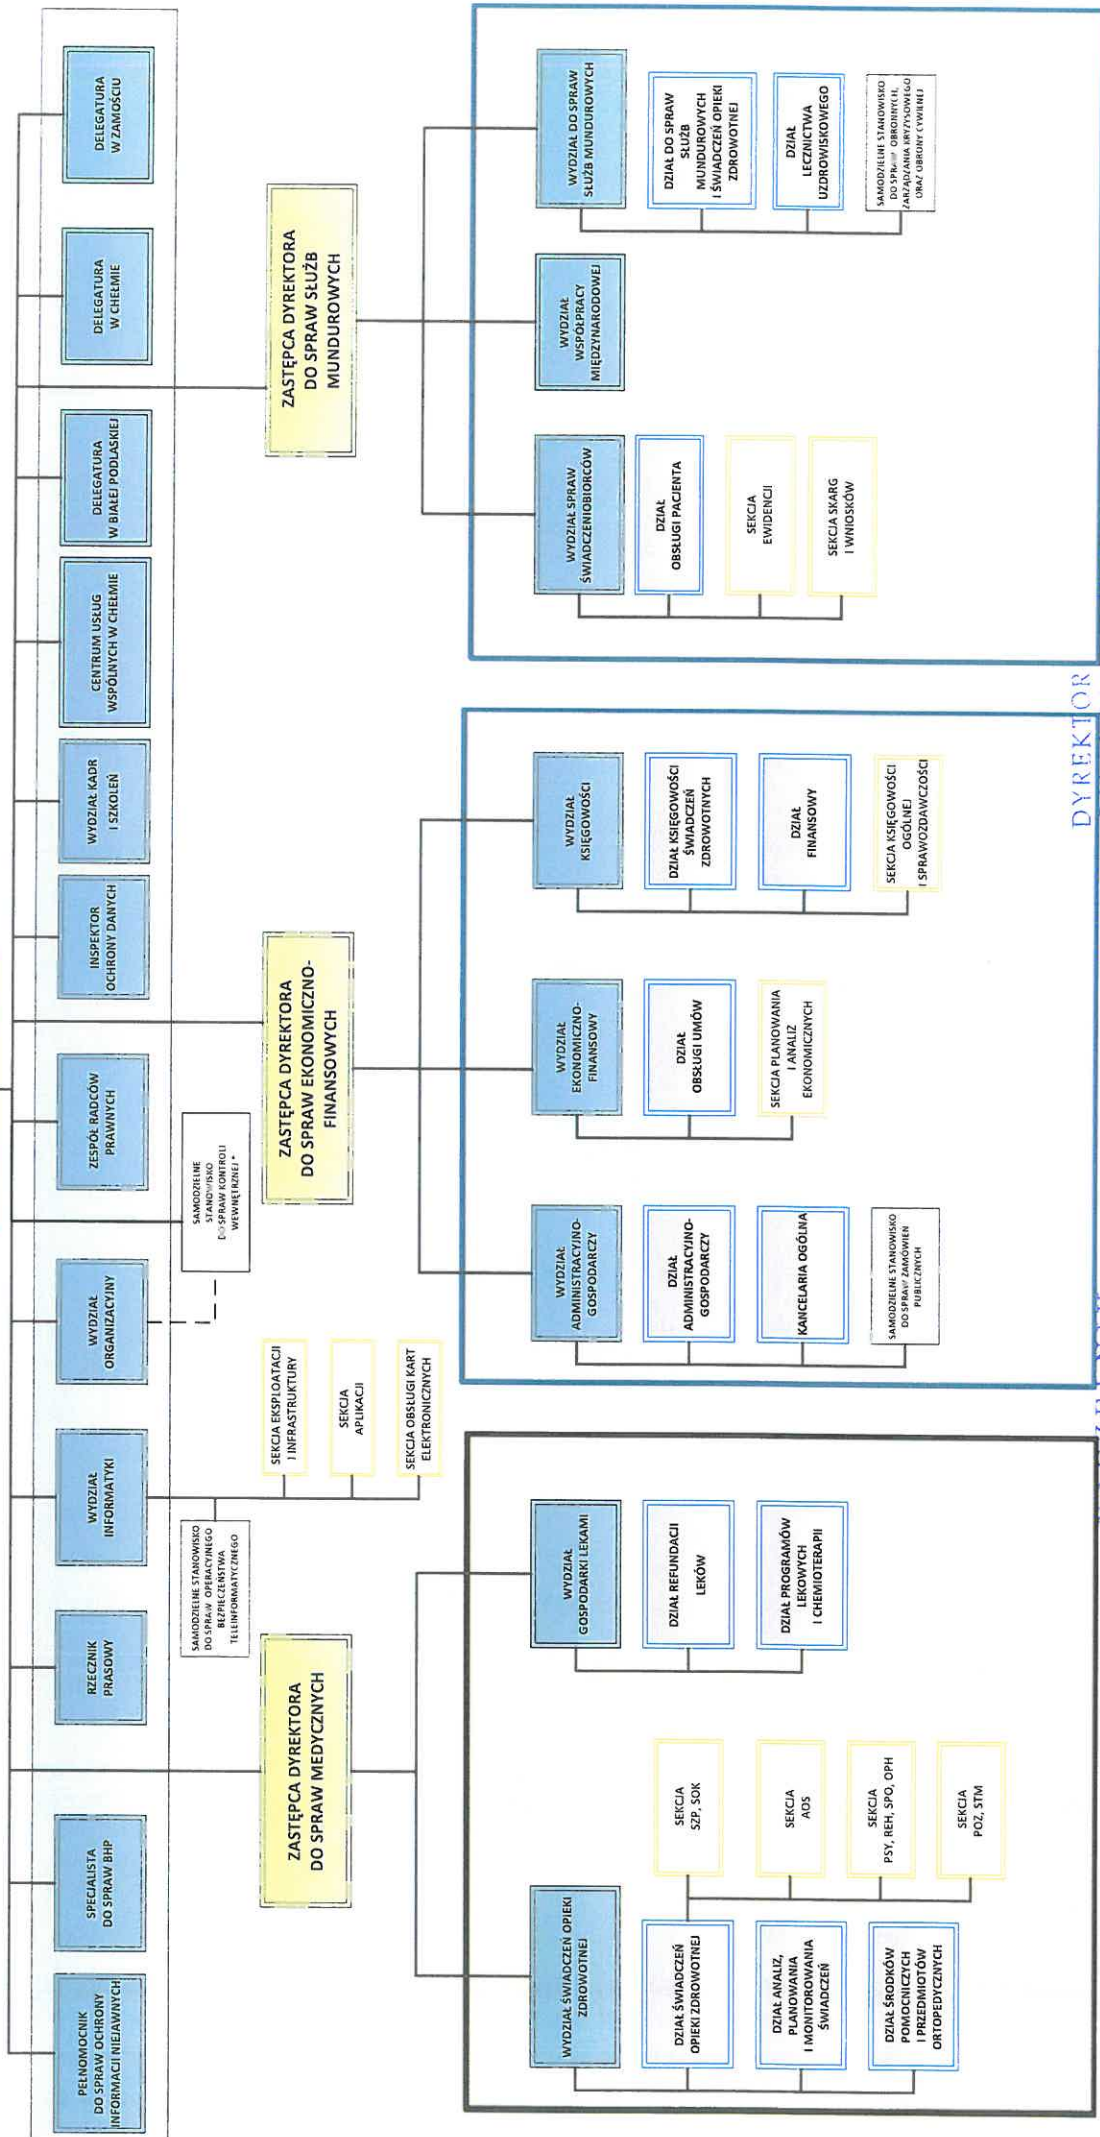 PEŁNOMOCNIK
DO SPRAW OCHRONY
INFORMACJI NIEJAWNYCH
SPECJALISTA
DO SPRAW BHP
RZECZNIK
PRASOWY
WYDZIAŁ
INFORMATYKI
WYDZIAŁ
ORGANIZACYJNY
ZESPÓŁ RADCÓW
PRAWNYCH
INSPEKTOR
OCHRONY DANYCH
WYDZIAŁ KADR
I SZKOLEŃ
CENTRUM USŁUG
WSPÓLNYCH W CHEŁMIE
DELEGATURA
W BIAŁEJ PODLASKIEJ
DELEGATURA
W CHEŁMIE
DELEGATURA
W ZAMOŚCIU
SAMODZIELNE STANOWISKO
DO SPRAW OPERACYJNEGO
BEZPIECZEŃSTWA
TELEINFORMATYCZNEGO
SAMODZIELNE
STANOWISKO
DO SPRAW KONTROLI
WEWNĘTRZNEJ *
SEKCJA EKSPLOATACJI
I INFRASTRUKTURY
SEKCJA
APLIKACJI
SEKCJA OBSŁUGI KART
ELEKTRONICZNYCH
ZASTĘPCA DYREKTORA
DO SPRAW MEDYCZNYCH
ZASTĘPCA DYREKTORA
DO SPRAW EKONOMICZNO-
FINANSOWYCH
ZASTĘPCA DYREKTORA
DO SPRAW SŁUŻB
MUNDUROWYCH
WYDZIAŁ ŚWIADCZEŃ OPIEKI
ZDROWOTNEJ
DZIAŁ ŚWIADCZEŃ
OPIEKI ZDROWOTNEJ
DZIAŁ ANALIZ,
PLANOWANIA
I MONITOROWANIA
ŚWIADCZEŃ
DZIAŁ ŚRODKÓW
POMOCNICZYCH
I PRZEDMIOTÓW
ORTOPEDYCZNYCH
SEKCJA
SZP, SOK
SEKCJA
AOS
SEKCJA
PSY, REH, SPO, OPH
SEKCJA
POZ, STM
WYDZIAŁ
GOSPODARKI LEKAMI
DZIAŁ REFUNDACJI
LEKÓW
DZIAŁ PROGRAMÓW
LEKOWYCH
I CHEMIOTERAPII
WYDZIAŁ
ADMINISTRACYJNO-
GOSPODARCZY
DZIAŁ
ADMINISTRACYJNO-
GOSPODARCZY
KANCELARIA OGÓLNA
SAMODZIELNE STANOWISKO
DO SPRAW ZAMÓWIEŃ
PUBLICZNYCH
WYDZIAŁ
EKONOMICZNO-
FINANSOWY
DZIAŁ
OBSŁUGI UMÓW
SEKCJA PLANOWANIA
I ANALIZ
EKONOMICZNYCH
WYDZIAŁ
KSIĘGOWOŚCI
DZIAŁ KSIĘGOWOŚCI
ŚWIADCZEŃ
ZDROWOTNYCH
DZIAŁ
FINANSOWY
SEKCJA KSIĘGOWOŚCI
OGÓLNEJ
I SPRAWOZDAWCZOŚCI
WYDZIAŁ SPRAW
ŚWIADCZENIOBIORCÓW
DZIAŁ
OBSŁUGI PACJENTA
SEKCJA
EWIDENCJI
SEKCJA SKARG
I WNIOSKÓW
WYDZIAŁ
WSPÓŁPRACY
MIĘDZYNARODOWEJ
WYDZIAŁ DO SPRAW
SŁUŻB MUNDUROWYCH
DZIAŁ DO SPRAW
SŁUŻB
MUNDUROWYCH
I ŚWIADCZEŃ OPIEKI
ZDROWOTNEJ
DZIAŁ
LECZNICTWA
UZDROWISKOWEGO
SAMODZIELNE STANOWISKO
DO SPRAW OBRONNYCH,
ZARZĄDZANIA KRYZYSOWEGO
ORAZ OBRONY CYWILNEJ
DYREKTOR